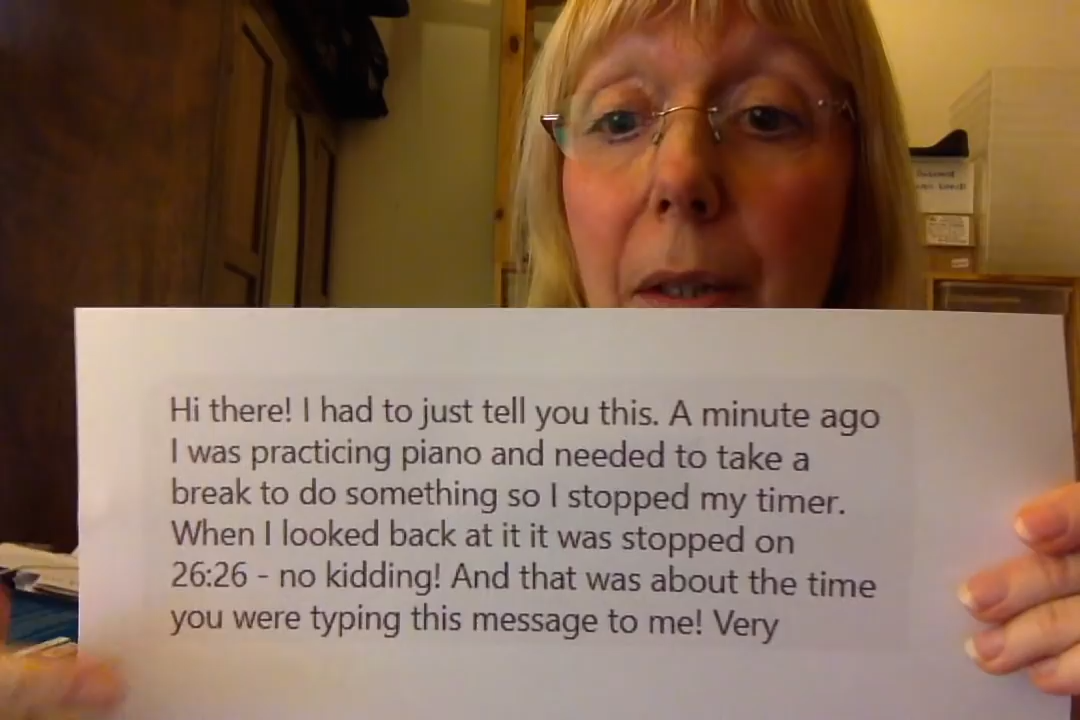 Hi there! I had to just tell you this. A minute ago
I was practicing piano and needed to take a
break to do something so I stopped my timer.
When I looked back at it it was stopped on
26:26 - no kidding! And that was about the time
you were typing this message to me! Very